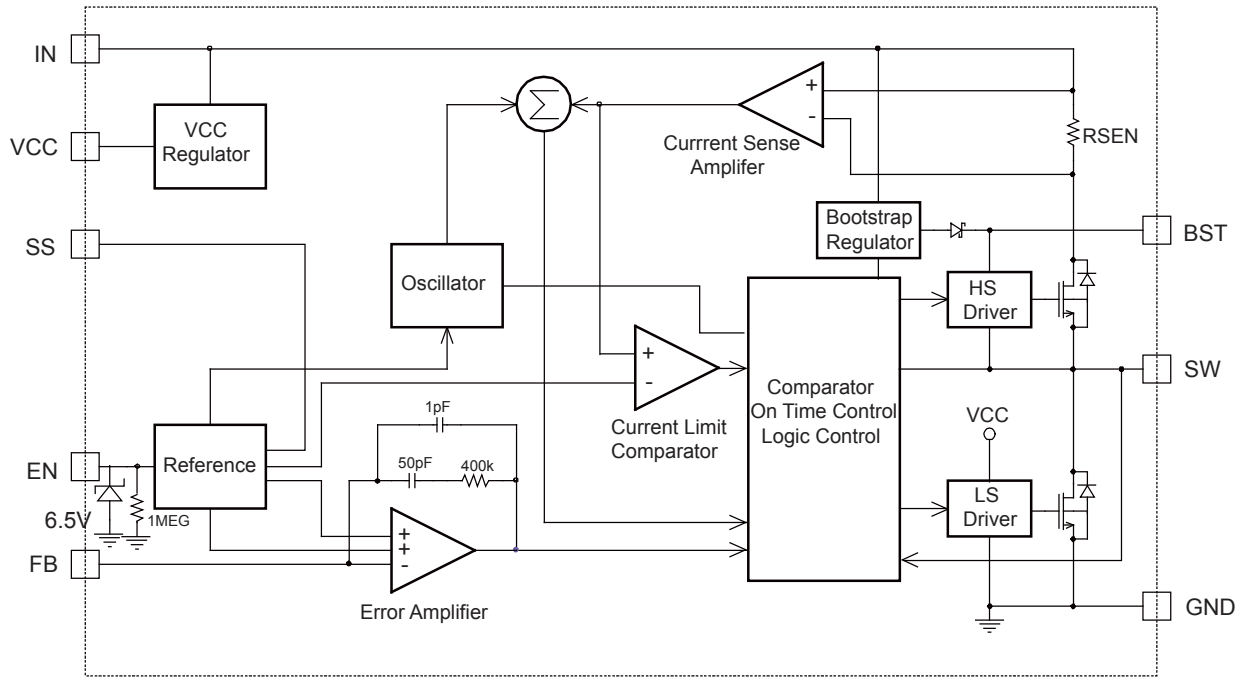 IN
VCC
VCC
Regulator
Σ
+
-
Currrent Sense
Amplifer
RSEN
SS
Bootstrap
Regulator
BST
Oscillator
HS
Driver
+
-
Current Limit
Comparator
Comparator
On Time Control
Logic Control
SW
VCC
1pF
50pF
400k
EN
Reference
6.5V
1MEG
LS
Driver
FB
+
+
-
Error Amplifier
GND